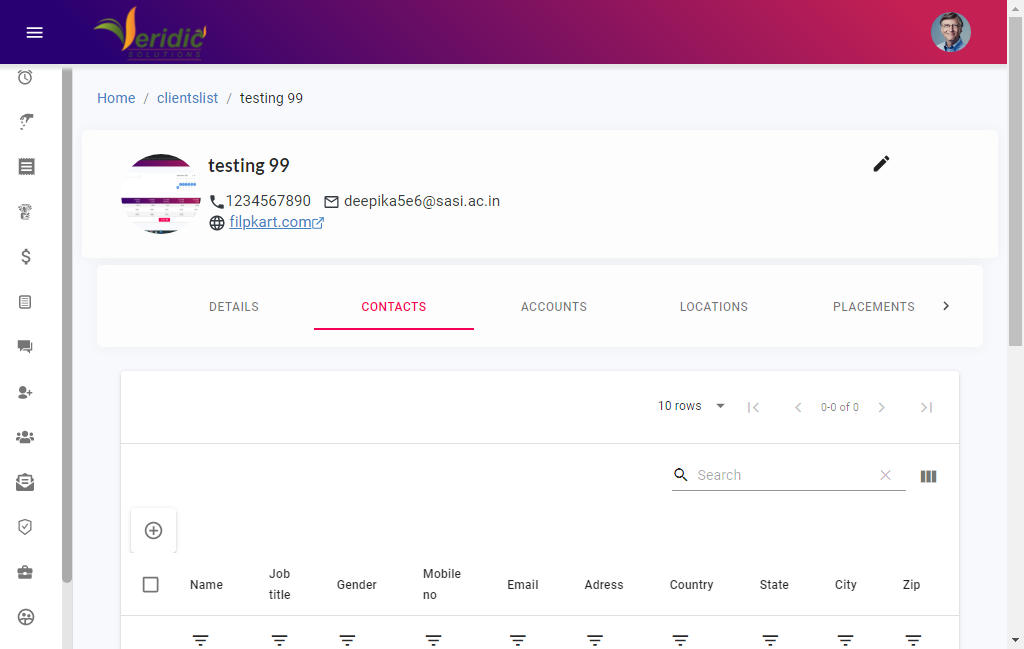 Veridic
SOLUTIONS
Home / clientslist / testing 99
testing 99
1234567890 deepika5e6@sasi.ac.in
filpkart.com
DETAILS CONTACTS ACCOUNTS LOCATIONS PLACEMENTS
10 rows 0-0 of 0
Search
Name Job title Gender Mobile no Email Adress Country State City Zip